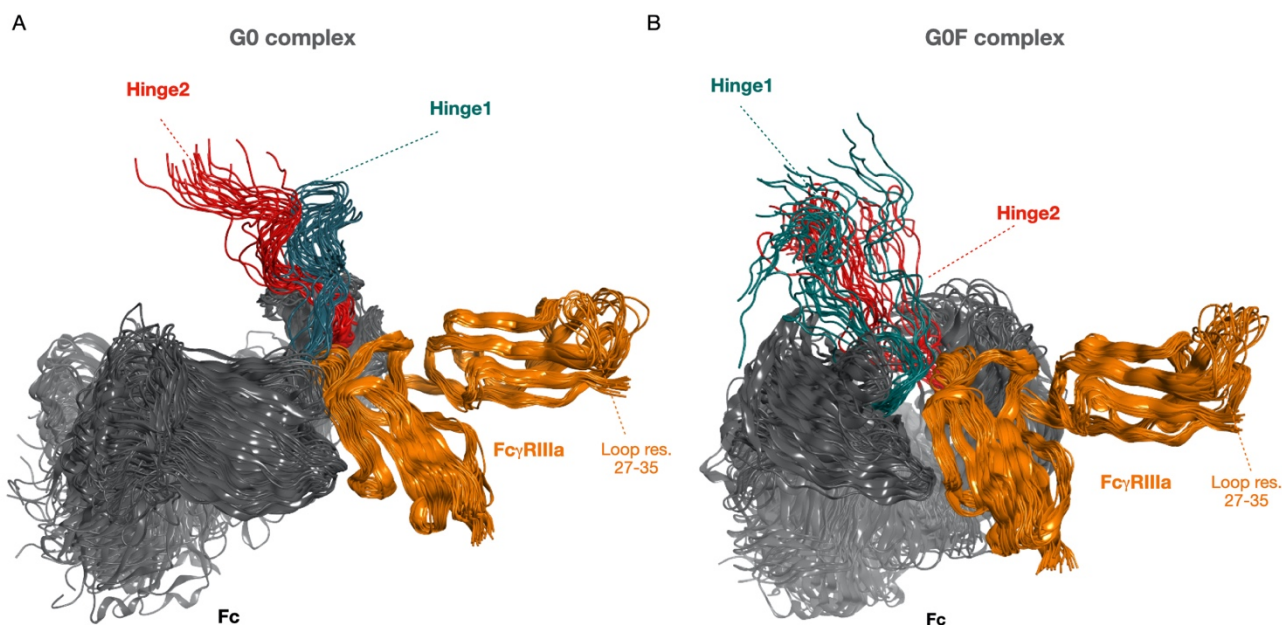 A
G0 complex
Hinge2
Hinge1
FcγRIIIa
Loop res.
27-35
Fc
B
G0F complex
Hinge1
Hinge2
FcγRIIIa
Loop res.
27-35
Fc